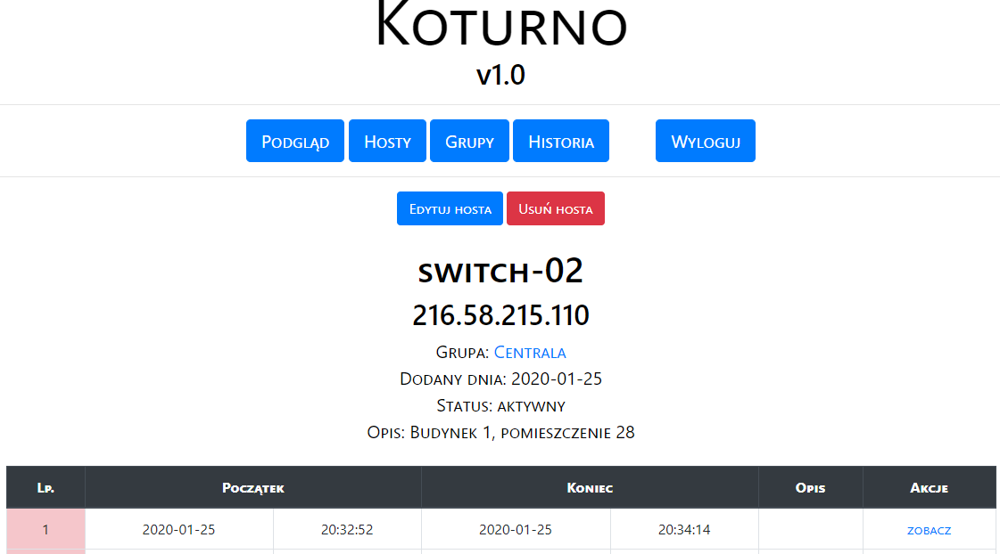 Koturno
v1.0
Podgląd Hosty Grupy Historia Wyloguj
Edytuj hosta Usuń hosta
switch-02
216.58.215.110
Grupa: Centrala
Dodany dnia: 2020-01-25
Status: aktywny
Opis: Budynek 1, pomieszczenie 28
Lp. Początek Koniec Opis Akcje
1 2020-01-25 20:32:52 2020-01-25 20:34:14 zobacz